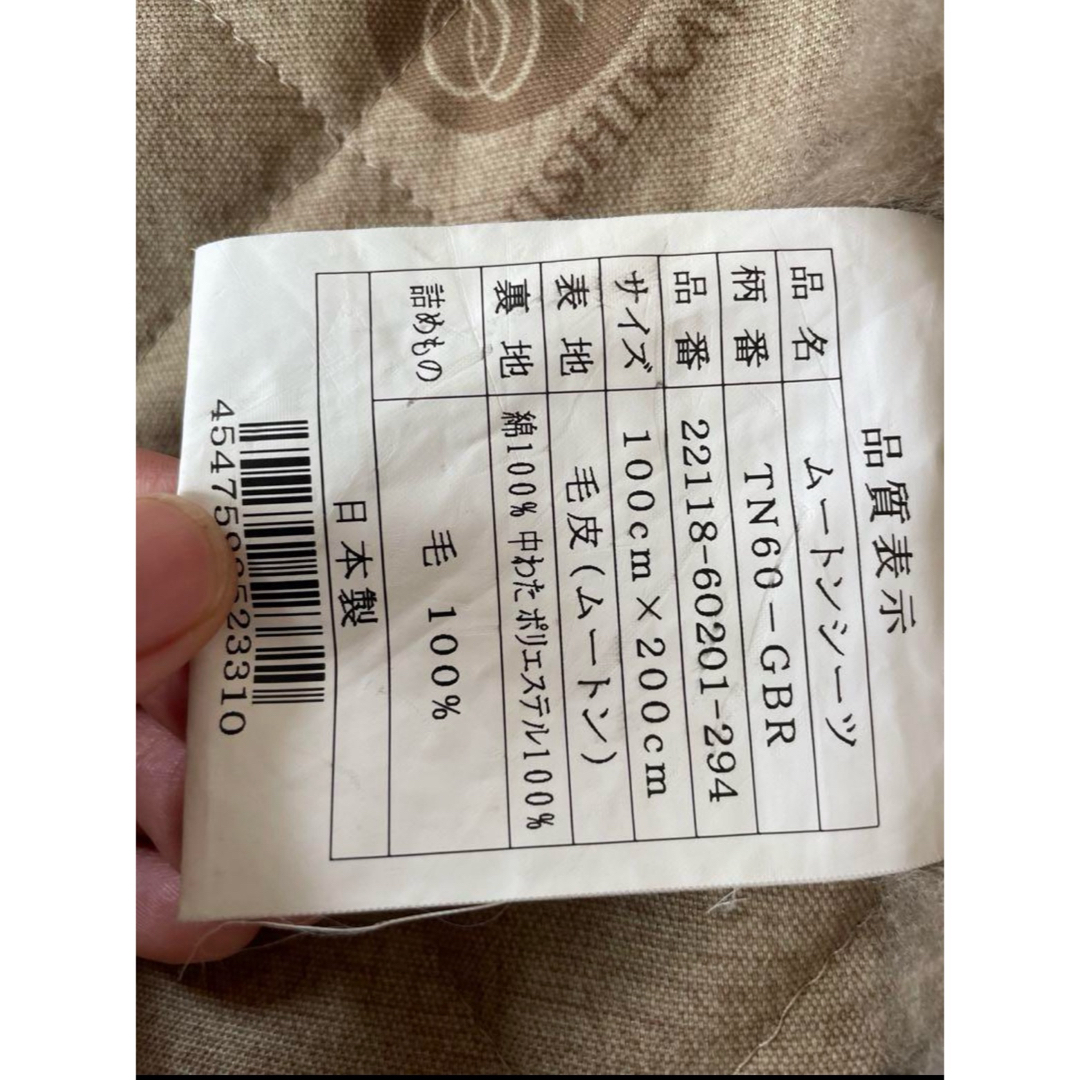 品質表示
品名 ムートンシーツ
柄番 TN60-GBR
品番 22118-60201-294
サイズ 100cm×200cm
表地 毛皮(ムートン)
裏地 綿100% 中わたポリエステル100%
詰めもの 毛 100%
日本製